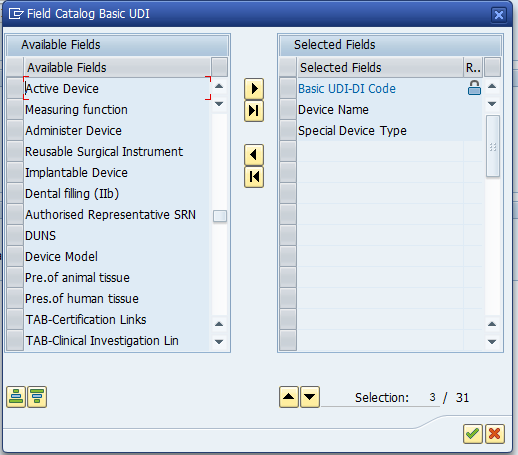 Field Catalog Basic UDI
Available Fields
Selected Fields
Available Fields
Selected Fields R..
Active Device
Basic UDI-DI Code
Measuring function
Device Name
Administer Device
Special Device Type
Reusable Surgical Instrument
Implantable Device
Dental filling (IIb)
Authorised Representative SRN
DUNS
Device Model
Pre.of animal tissue
Pres.of human tissue
TAB-Certification Links
TAB-Clinical Investigation Lin
Selection: 3 / 31